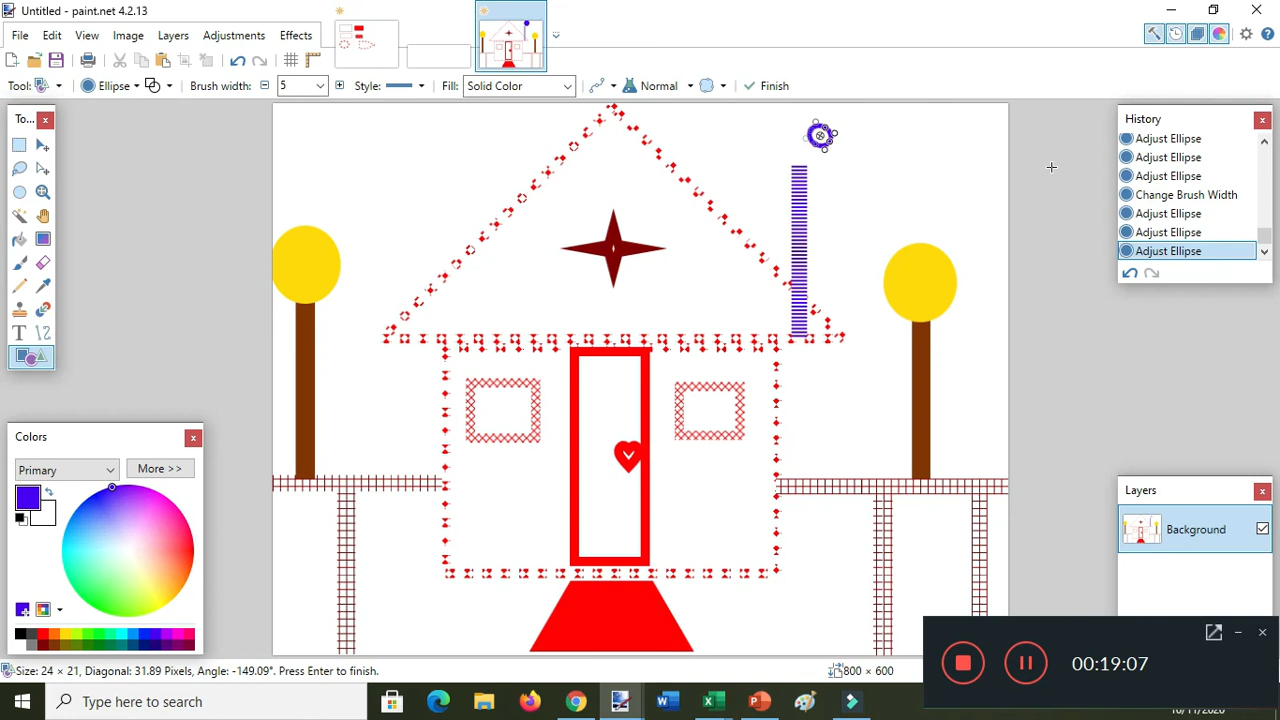 Untitled - paint.net 4.2.13
File Edit View Image Layers Adjustments Effects
Tool: Ellipse Brush width: 5 Style: Fill: Solid Color Normal Finish
To...
History
Adjust Ellipse
Adjust Ellipse
Adjust Ellipse
Change Brush Width
Adjust Ellipse
Adjust Ellipse
Adjust Ellipse
Colors
Primary More >>
Layers
Background
00:19:07
Size: 24 × 21, Diagonal: 31.89 Pixels, Angle: -149.09°. Press Enter to finish. 800 × 600
Type here to search